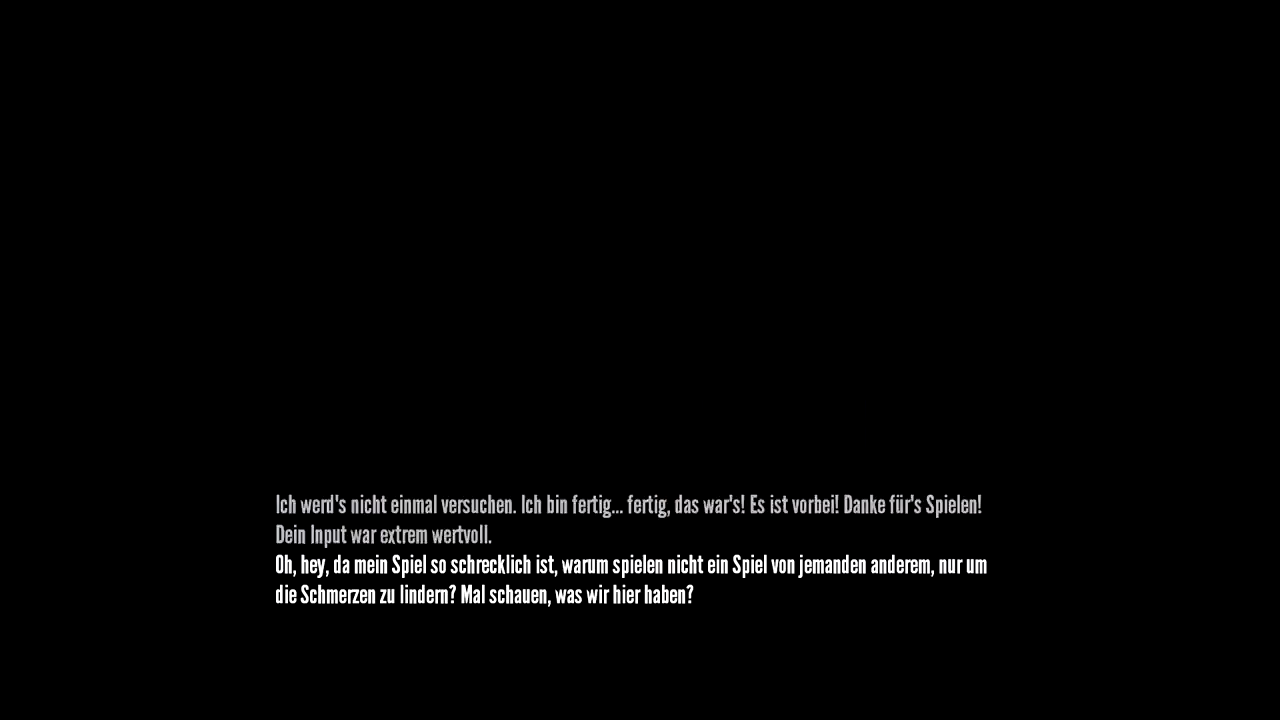 Ich werd's nicht einmal versuchen. Ich bin fertig... fertig, das war's! Es ist vorbei! Danke für's Spielen!
Dein Input war extrem wertvoll.
Oh, hey, da mein Spiel so schrecklich ist, warum spielen nicht ein Spiel von jemanden anderem, nur um
die Schmerzen zu lindern? Mal schauen, was wir hier haben?